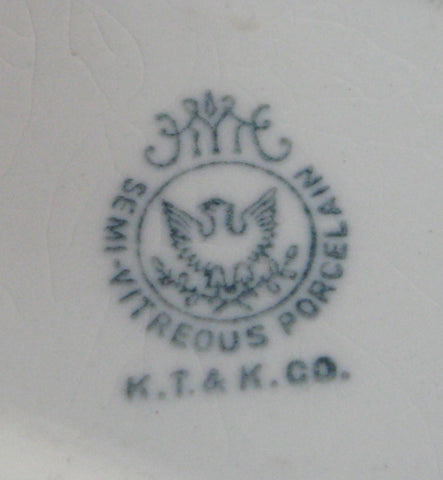 SEMI-VITREOUS PORCELAIN
K.T.& K.CO.